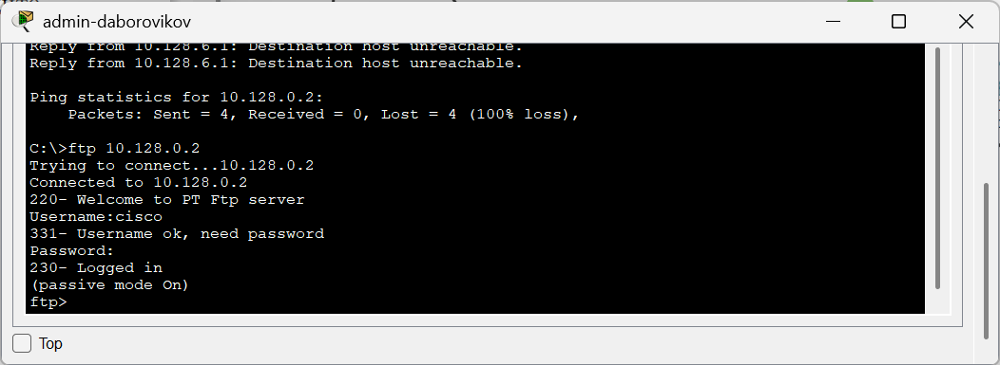 admin-daborovikov
Reply from 10.128.6.1: Destination host unreachable.
Reply from 10.128.6.1: Destination host unreachable.
Ping statistics for 10.128.0.2:
    Packets: Sent = 4, Received = 0, Lost = 4 (100% loss),
C:\>ftp 10.128.0.2
Trying to connect...10.128.0.2
Connected to 10.128.0.2
220- Welcome to PT Ftp server
Username:cisco
331- Username ok, need password
Password:
230- Logged in
(passive mode On)
ftp>
Top